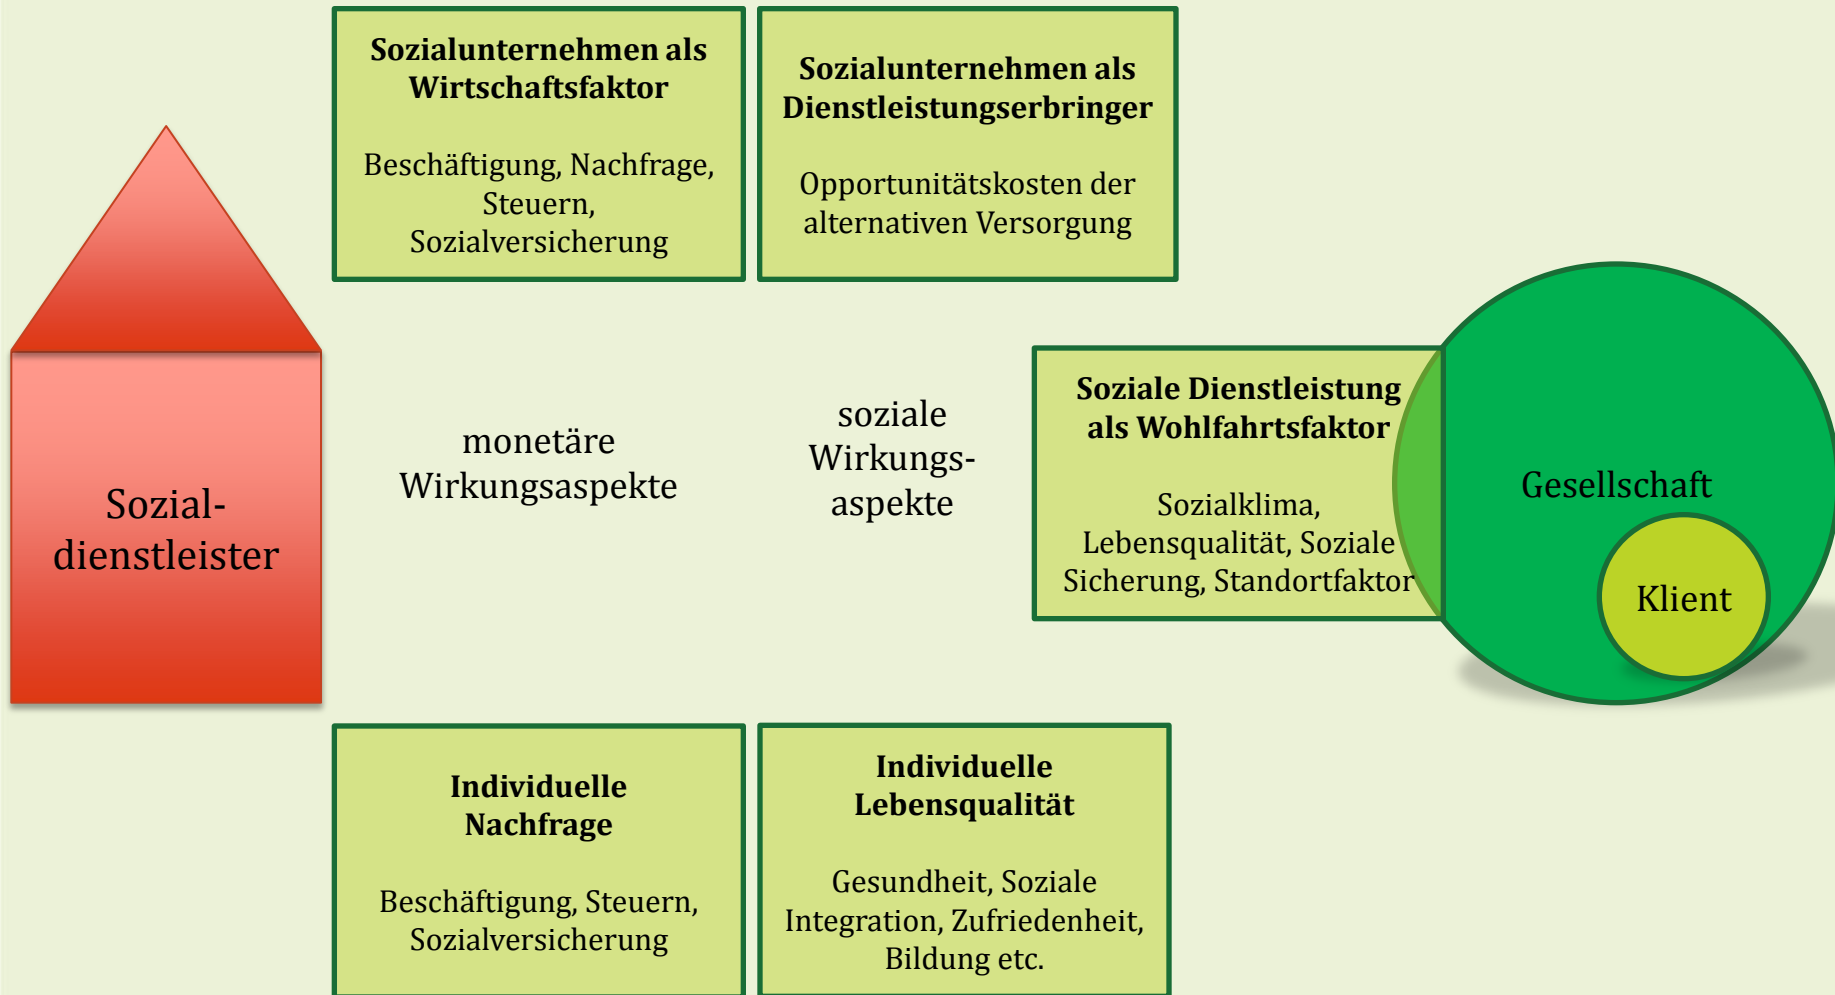 Sozialunternehmen als
Wirtschaftsfaktor
Beschäftigung, Nachfrage,
Steuern,
Sozialversicherung
Sozialunternehmen als
Dienstleistungserbringer
Opportunitätskosten der
alternativen Versorgung
Sozial-
dienstleister
monetäre
Wirkungsaspekte
soziale
Wirkungs-
aspekte
Soziale Dienstleistung
als Wohlfahrtsfaktor
Sozialklima,
Lebensqualität, Soziale
Sicherung, Standortfaktor
Gesellschaft
Klient
Individuelle
Nachfrage
Beschäftigung, Steuern,
Sozialversicherung
Individuelle
Lebensqualität
Gesundheit, Soziale
Integration, Zufriedenheit,
Bildung etc.